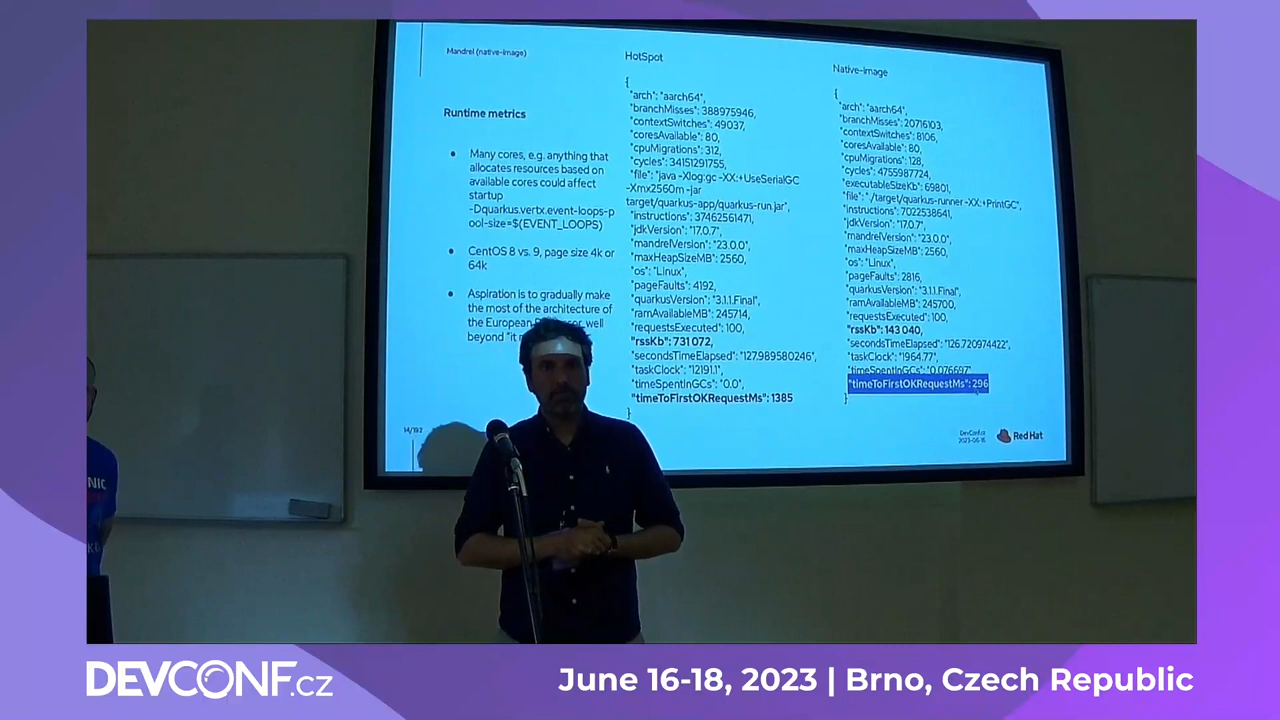 Mandrel (native-image)
Runtime metrics
• Many cores, e.g. anything that
allocates resources based on
available cores could affect
startup
-Dquarkus.vertx.event-loops-p
ool-size=${EVENT_LOOPS)
• CentOS 8 vs. 9, page size 4k or
64k
• Aspiration is to gradually make
the most of the architecture of
the European well
beyond "it
14/192
HotSpot
{
"arch": "aarch64",
"branchMisses": 388975946,
"contextSwitches": 49037,
"coresAvailable": 80,
"cpuMigrations": 312,
"cycles": 34151291755,
"file": "java -Xlog:gc -XX:+UseSerialGC
-Xmx2560m -jar
target/quarkus-app/quarkus-run.jar",
"instructions": 37462561471,
"jdkVersion": "17.0.7",
"mandrelVersion": "23.0.0",
"maxHeapSizeMB": 2560,
"os": "Linux",
"pageFaults": 4192,
"quarkusVersion": "3.1.1.Final",
"ramAvailableMB": 245714,
"requestsExecuted": 100,
"rssKb": 731 072,
"secondsTimeElapsed": "127.989580246",
"taskClock": "12191.1",
"timeSpentInGCs": "0.0",
"timeToFirstOKRequestMs": 1385
}
Native-image
{
"arch": "aarch64",
"branchMisses": 20716103,
"contextSwitches": 8106,
"coresAvailable": 80,
"cpuMigrations": 128,
"cycles": 4755987724,
"executableSizeKb": 69801,
"file": "./target/quarkus-runner -XX:+PrintGC",
"instructions": 7022538641,
"jdkVersion": "17.0.7",
"mandrelVersion": "23.0.0",
"maxHeapSizeMB": 2560,
"os": "Linux",
"pageFaults": 2816,
"quarkusVersion": "3.1.1.Final",
"ramAvailableMB": 245700,
"requestsExecuted": 100,
"rssKb": 143 040,
"secondsTimeElapsed": "126.720974422",
"taskClock": "1964.77",
"timeSpentInGCs": "0.076697"
"timeToFirstOKRequestMs": 296
}
DevConf.cz
2023-06-16
Red Hat
NIC
DEVCONF.CZ
June 16-18, 2023 | Brno, Czech Republic